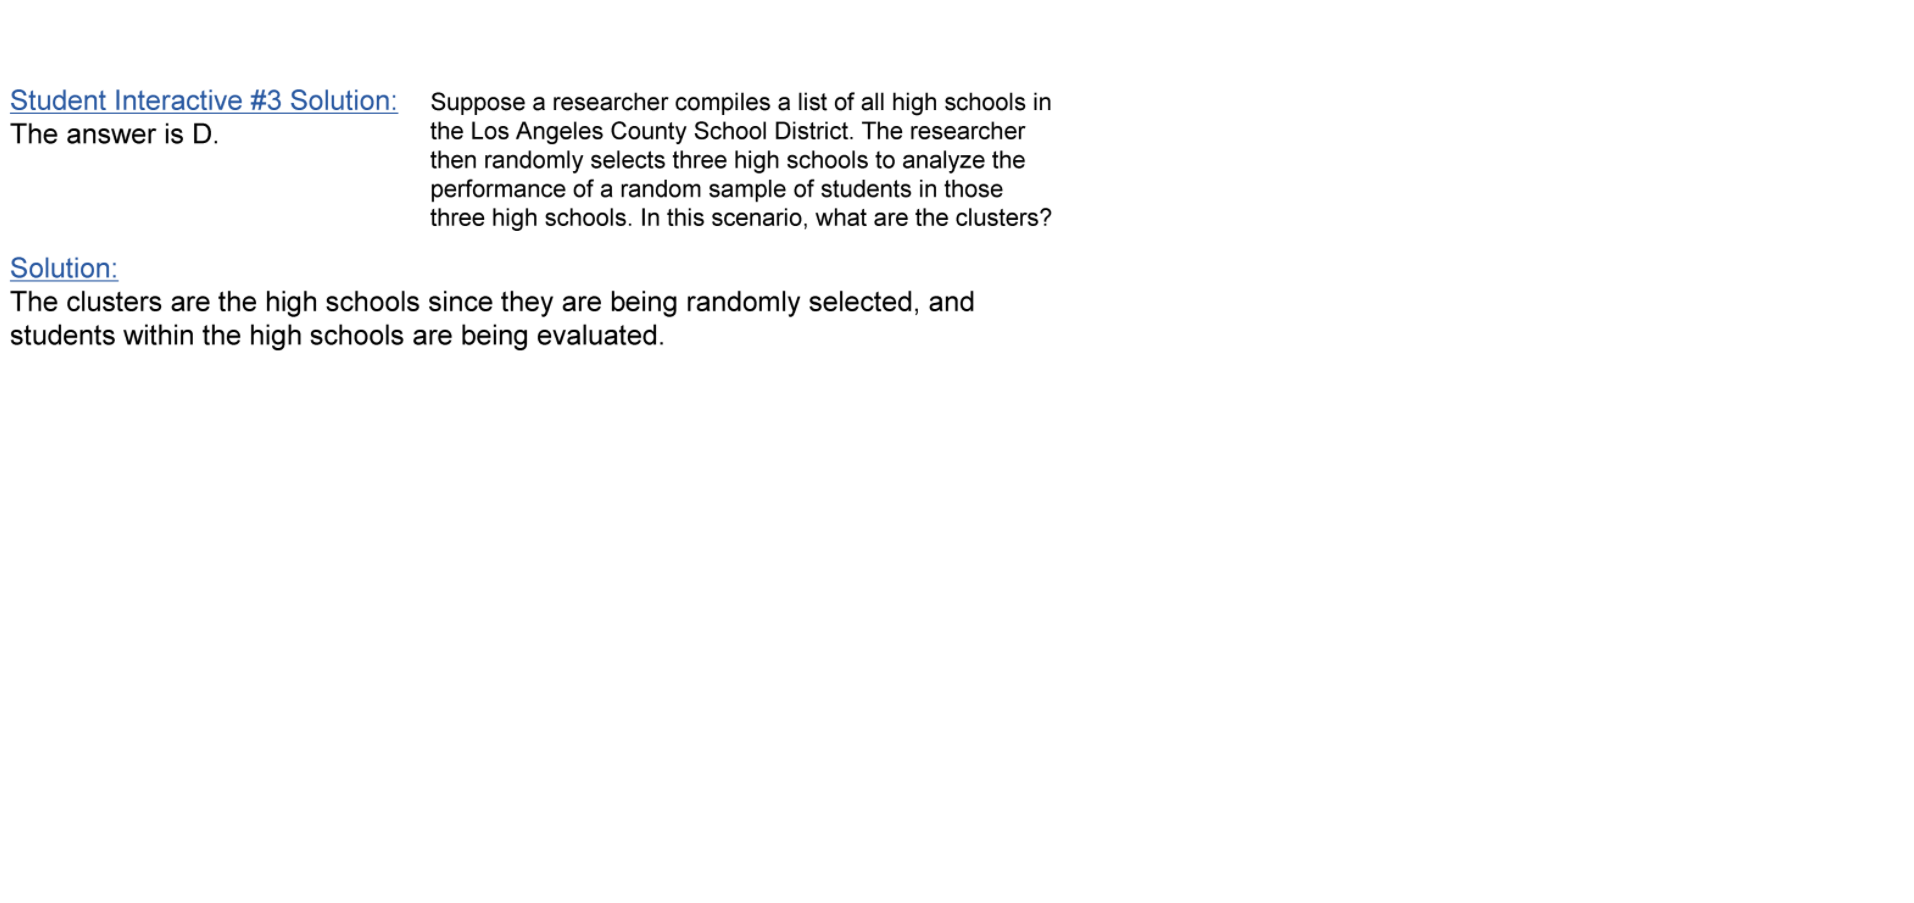 Student Interactive #3 Solution:
The answer is D.
Suppose a researcher compiles a list of all high schools in
the Los Angeles County School District. The researcher
then randomly selects three high schools to analyze the
performance of a random sample of students in those
three high schools. In this scenario, what are the clusters?
Solution:
The clusters are the high schools since they are being randomly selected, and
students within the high schools are being evaluated.